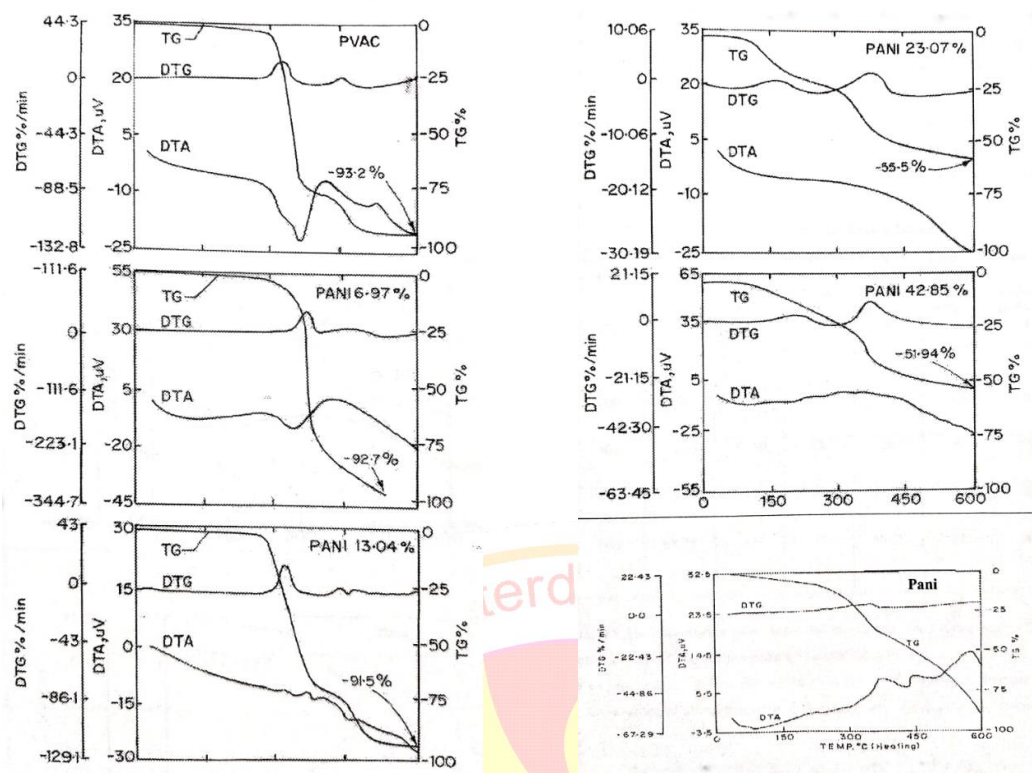 PVAC
TG
DTG
DTA
-93.2%
44.3
0
-44.3
-88.5
-132.8
DTG %/min
35
20
5
-10
-25
DTA, uV
0
-25
-50
-75
-100
TG %
PANI 6.97%
TG
DTG
DTA
-92.7%
-111.6
0
-111.6
-223.1
-344.7
DTG %/min
55
30
5
-20
-45
DTA, uV
0
-25
-50
-75
-100
TG%
PANI 13.04%
TG
DTG
DTA
-91.5%
43
0
-43
-86.1
-129.1
DTG %/min
30
15
0
-15
-30
DTA, uV
0
-25
-50
-75
-100
TG %
PANI 23.07%
TG
DTG
DTA
-55.5%
10.06
0
-10.06
-20.12
-30.19
DTG %/min
35
20
5
-10
-25
DTA, uV
0
-25
-50
-75
-100
TG %
PANI 42.85%
TG
DTG
DTA
-51.94%
21.15
0
-21.15
-42.30
-63.45
DTG %/min
65
35
5
-25
-55
DTA, uV
0
-25
-50
-75
-100
TG %
0 150 300 450 600
Pani
DTG
TG
DTA
22.43
0.0
-22.43
-44.86
-67.29
DTG %/min
32.5
23.5
14.5
5.5
-3.5
DTA, uV
0
-25
-50
-75
-100
TG %
0 150 300 450 600
TEMP, °C (Heating)
terd